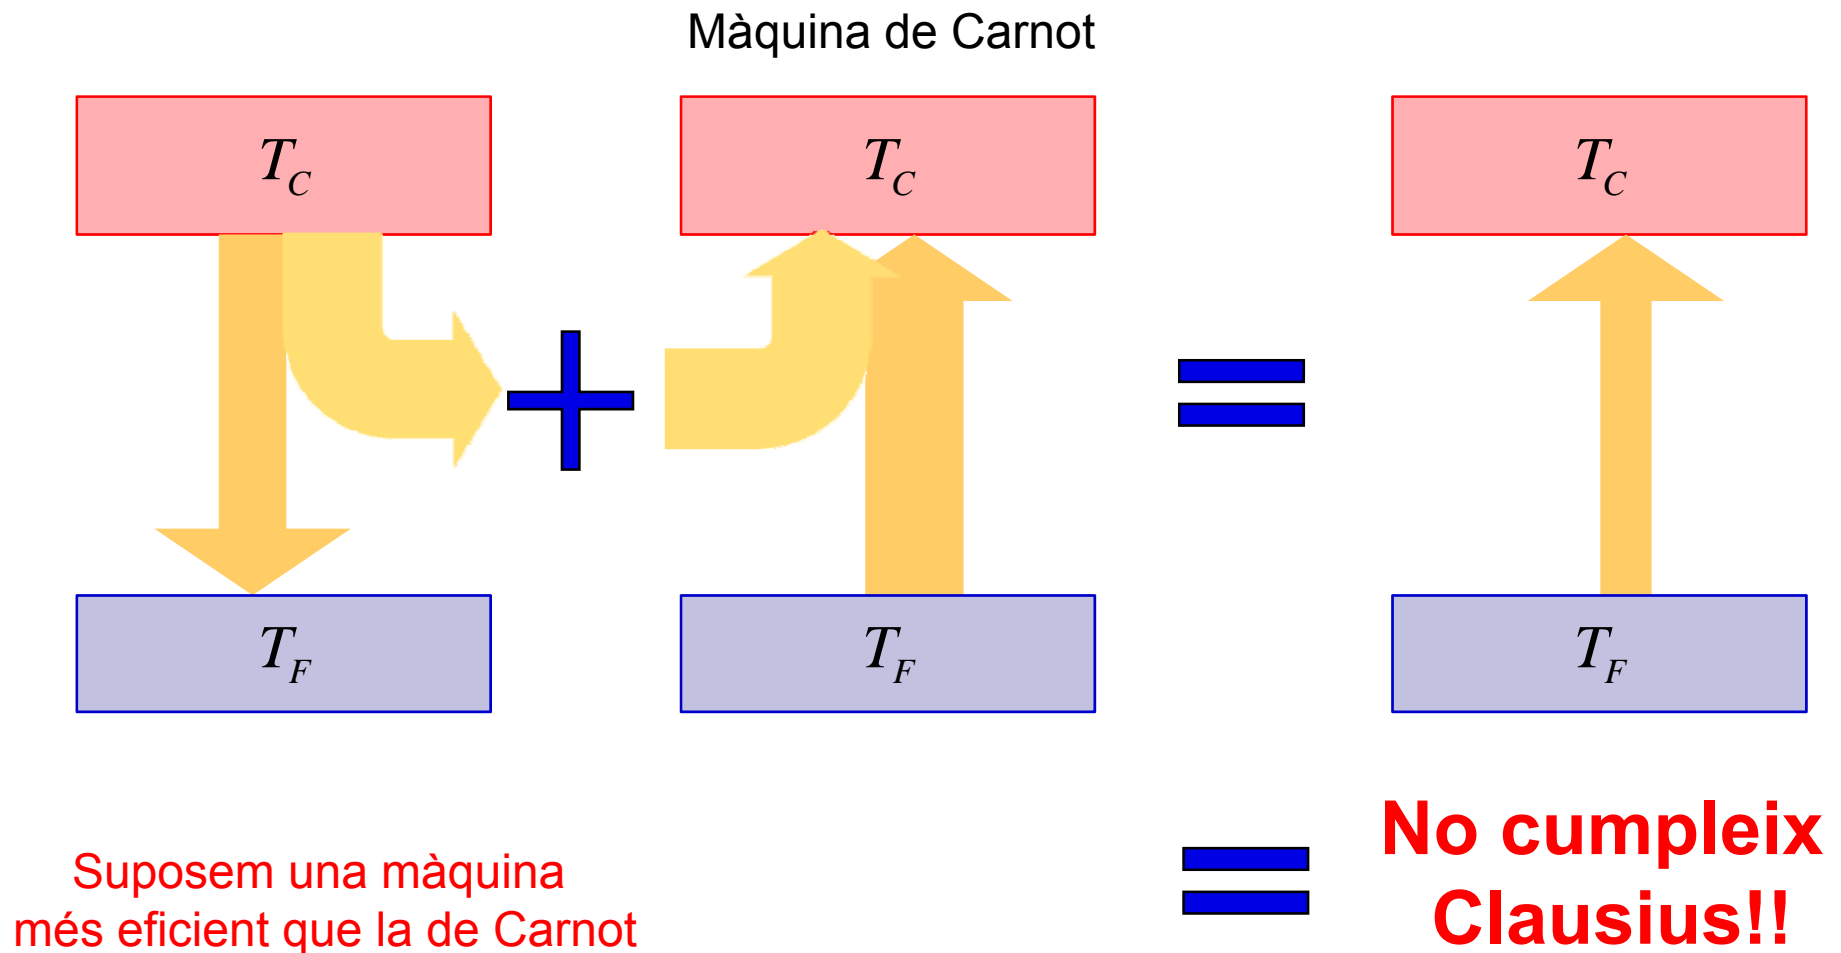 Màquina de Carnot
T_C
T_C
T_C
T_F
T_F
T_F
Suposem una màquina
més eficient que la de Carnot
No cumpleix
Clausius!!